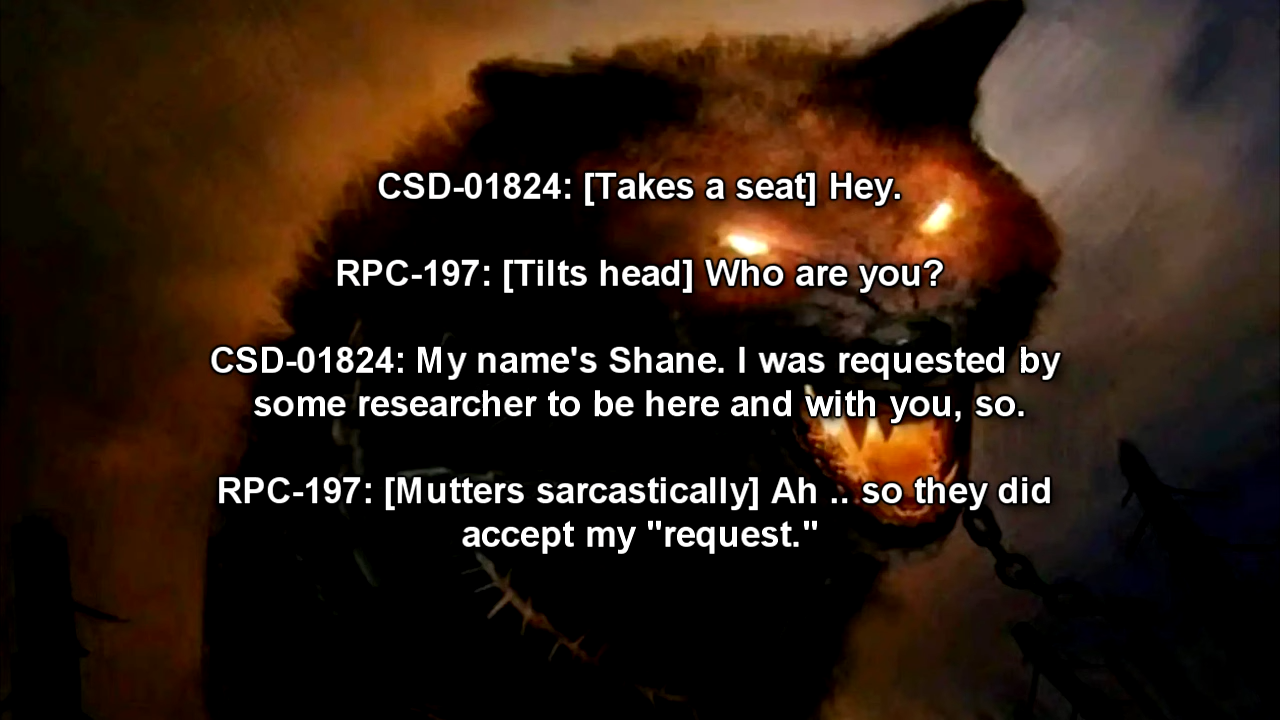 CSD-01824: [Takes a seat] Hey.
RPC-197: [Tilts head] Who are you?
CSD-01824: My name's Shane. I was requested by
some researcher to be here and with you, so.
RPC-197: [Mutters sarcastically] Ah .. so they did
accept my "request."